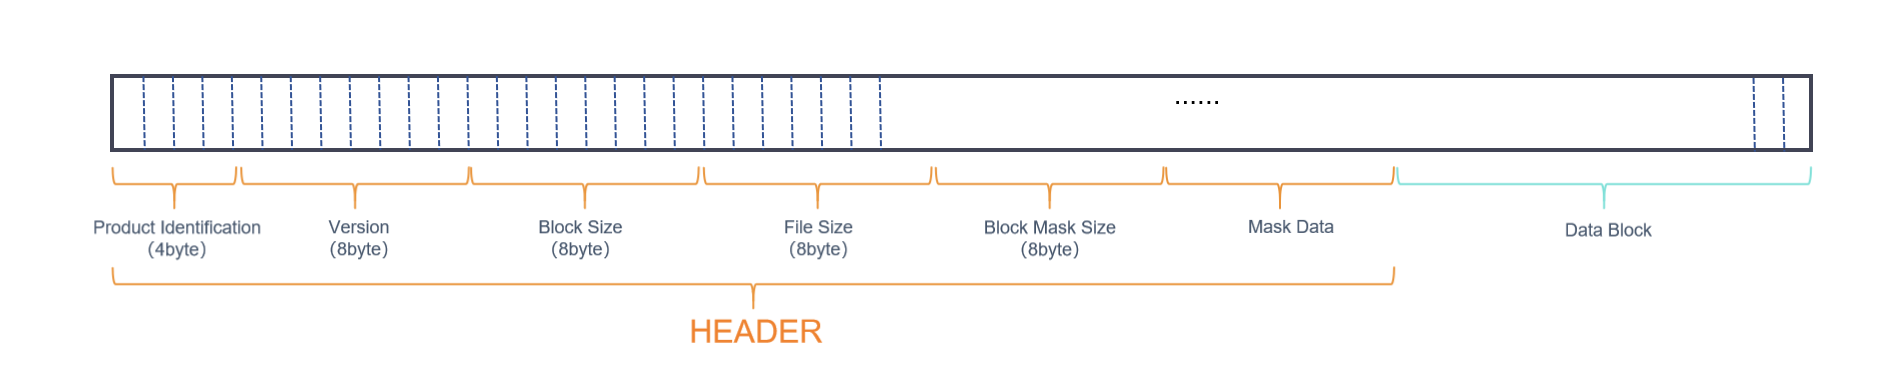 ......
Product Identification
(4byte)
Version
(8byte)
Block Size
(8byte)
File Size
(8byte)
Block Mask Size
(8byte)
Mask Data
Data Block
HEADER